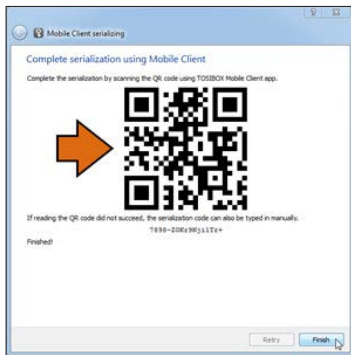 Mobile Client serializing
Complete serialization using Mobile Client
Complete the serialization by scanning the QR code using TOSIBOX Mobile Client app.
If reading the QR code did not succeed, the serialization code can also be typed in manually.
Finished!
Retry
Finish